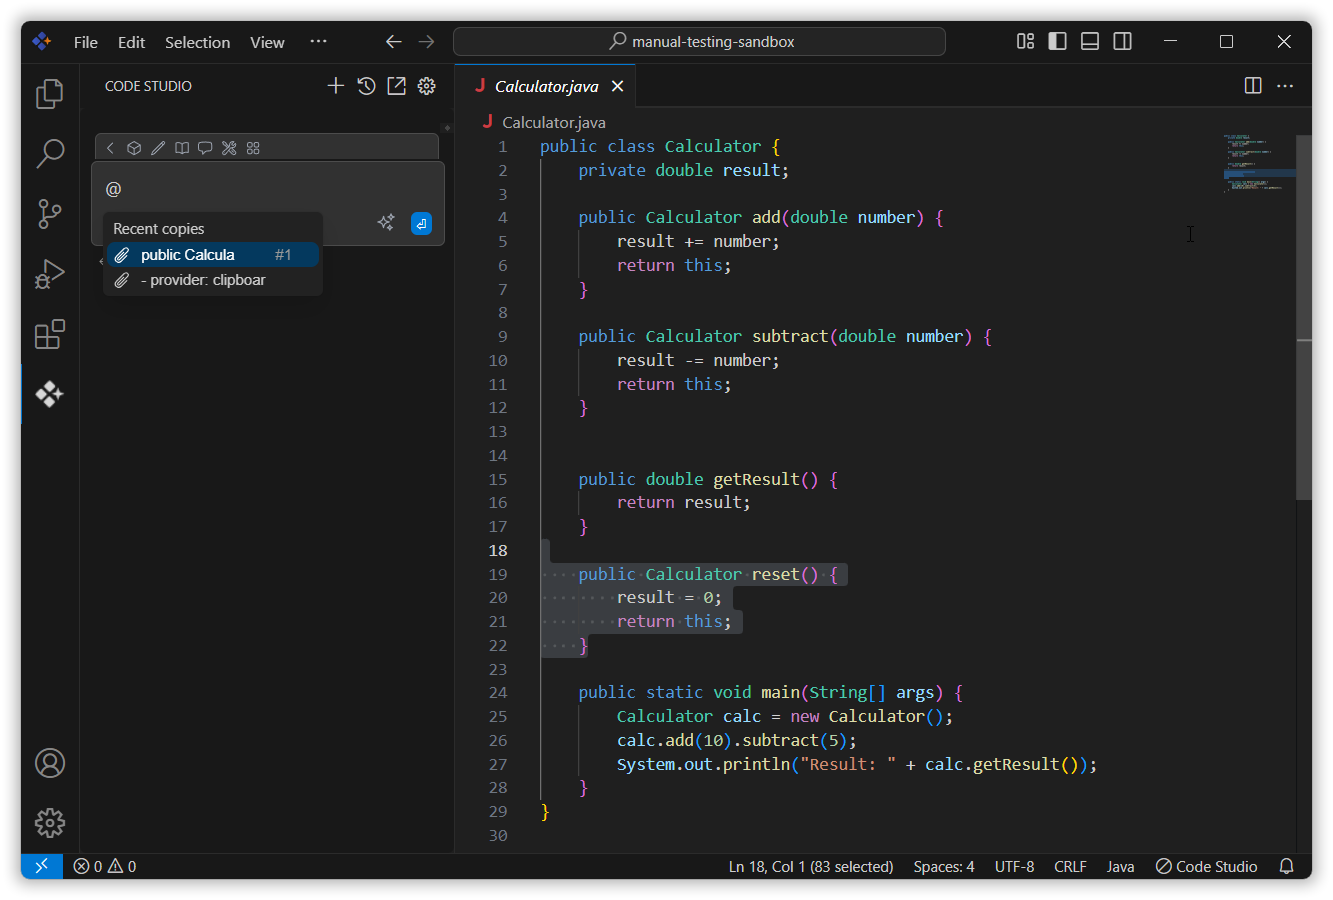 File Edit Selection View ··· manual-testing-sandbox
CODE STUDIO
Calculator.java
Calculator.java
@
Recent copies
public Calcula #1
- provider: clipboar
1 public class Calculator {
2 private double result;
3
4 public Calculator add(double number) {
5 result += number;
6 return this;
7 }
8
9 public Calculator subtract(double number) {
10 result -= number;
11 return this;
12 }
13
14
15 public double getResult() {
16 return result;
17 }
18
19 public Calculator reset() {
20 result = 0;
21 return this;
22 }
23
24 public static void main(String[] args) {
25 Calculator calc = new Calculator();
26 calc.add(10).subtract(5);
27 System.out.println("Result: " + calc.getResult());
28 }
29 }
30
0 0 Ln 18, Col 1 (83 selected) Spaces: 4 UTF-8 CRLF Java Code Studio